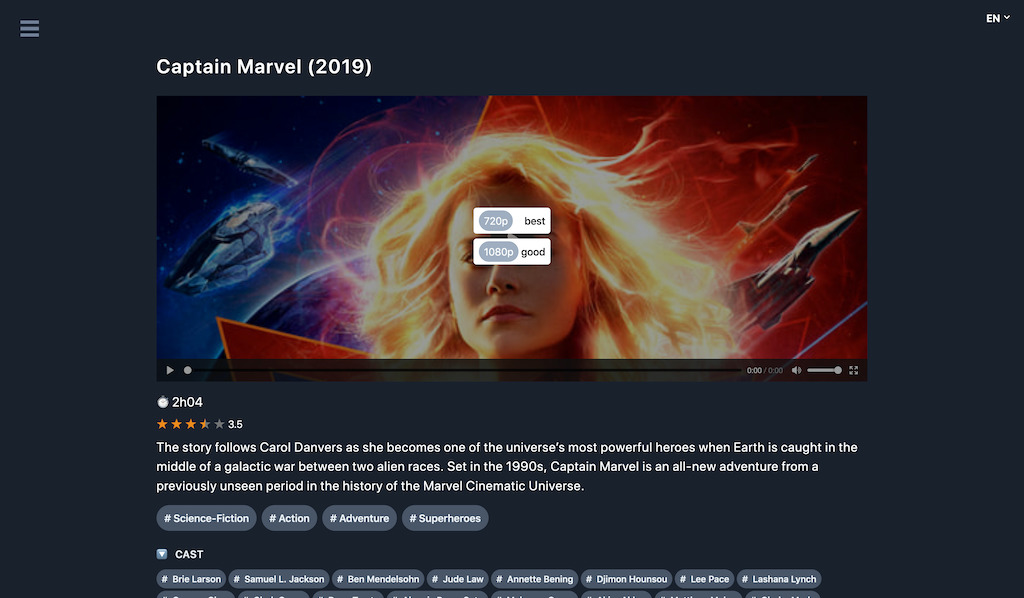 EN
Captain Marvel (2019)
720p best
1080p good
0:00 / 0:00
2h04
3.5
The story follows Carol Danvers as she becomes one of the universe's most powerful heroes when Earth is caught in the
middle of a galactic war between two alien races. Set in the 1990s, Captain Marvel is an all-new adventure from a
previously unseen period in the history of the Marvel Cinematic Universe.
# Science-Fiction # Action # Adventure # Superheroes
CAST
# Brie Larson # Samuel L. Jackson # Ben Mendelsohn # Jude Law # Annette Bening # Djimon Hounsou # Lee Pace # Lashana Lynch